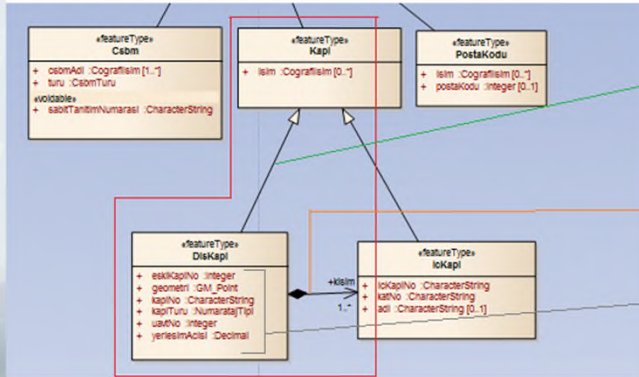 «featureType»
Csbm
+ csbmAdi :CografIisim [1..*]
+ turu :CsbmTuru
«voidable»
+ sabitTanitimNumarasi :CharacterString
«featureType»
Kapi
+ isim :CografIisim [0..*]
«featureType»
PostaKodu
+ isim :CografIisim [0..*]
+ postaKodu :Integer [0..1]
«featureType»
DisKapi
+ eskiKapiNo :Integer
+ geometri :GM_Point
+ kapiNo :CharacterString
+ kapiTuru :NumaratajTipi
+ uavtNo :Integer
+ yerlesimAcisi :Decimal
+kisim
1..*
«featureType»
IcKapi
+ icKapiNo :CharacterString
+ katNo :CharacterString
+ adi :CharacterString [0..1]